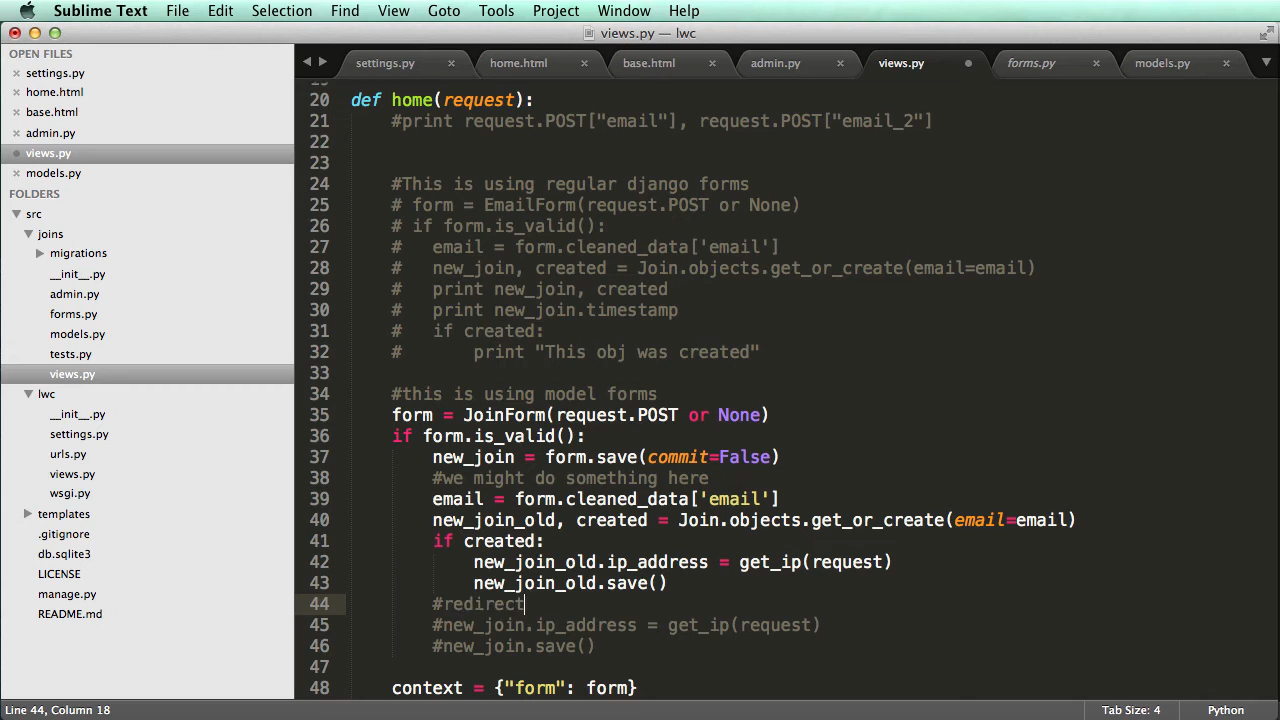 Sublime Text File Edit Selection Find View Goto Tools Project Window Help
views.py — lwc
OPEN FILES
settings.py
home.html
base.html
admin.py
views.py
models.py
FOLDERS
src
joins
migrations
__init__.py
admin.py
forms.py
models.py
tests.py
views.py
lwc
__init__.py
settings.py
urls.py
views.py
wsgi.py
templates
.gitignore
db.sqlite3
LICENSE
manage.py
README.md
settings.py home.html base.html admin.py views.py forms.py models.py
20 def home(request):
21 #print request.POST["email"], request.POST["email_2"]
22
23
24 #This is using regular django forms
25 # form = EmailForm(request.POST or None)
26 # if form.is_valid():
27 # email = form.cleaned_data['email']
28 # new_join, created = Join.objects.get_or_create(email=email)
29 # print new_join, created
30 # print new_join.timestamp
31 # if created:
32 # print "This obj was created"
33
34 #this is using model forms
35 form = JoinForm(request.POST or None)
36 if form.is_valid():
37 new_join = form.save(commit=False)
38 #we might do something here
39 email = form.cleaned_data['email']
40 new_join_old, created = Join.objects.get_or_create(email=email)
41 if created:
42 new_join_old.ip_address = get_ip(request)
43 new_join_old.save()
44 #redirect
45 #new_join.ip_address = get_ip(request)
46 #new_join.save()
47
48 context = {"form": form}
Line 44, Column 18 Tab Size: 4 Python